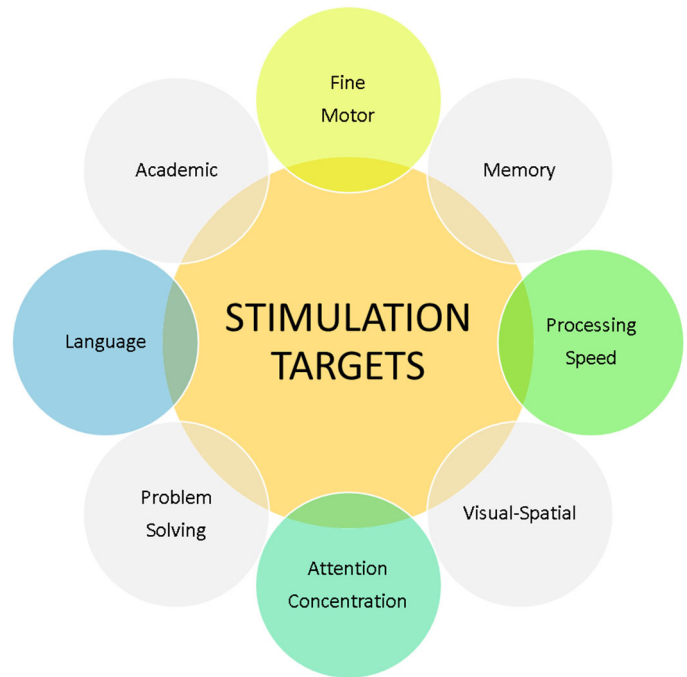 Fine
Motor
Academic
Memory
STIMULATION
TARGETS
Language
Processing
Speed
Problem
Solving
Visual-Spatial
Attention
Concentration